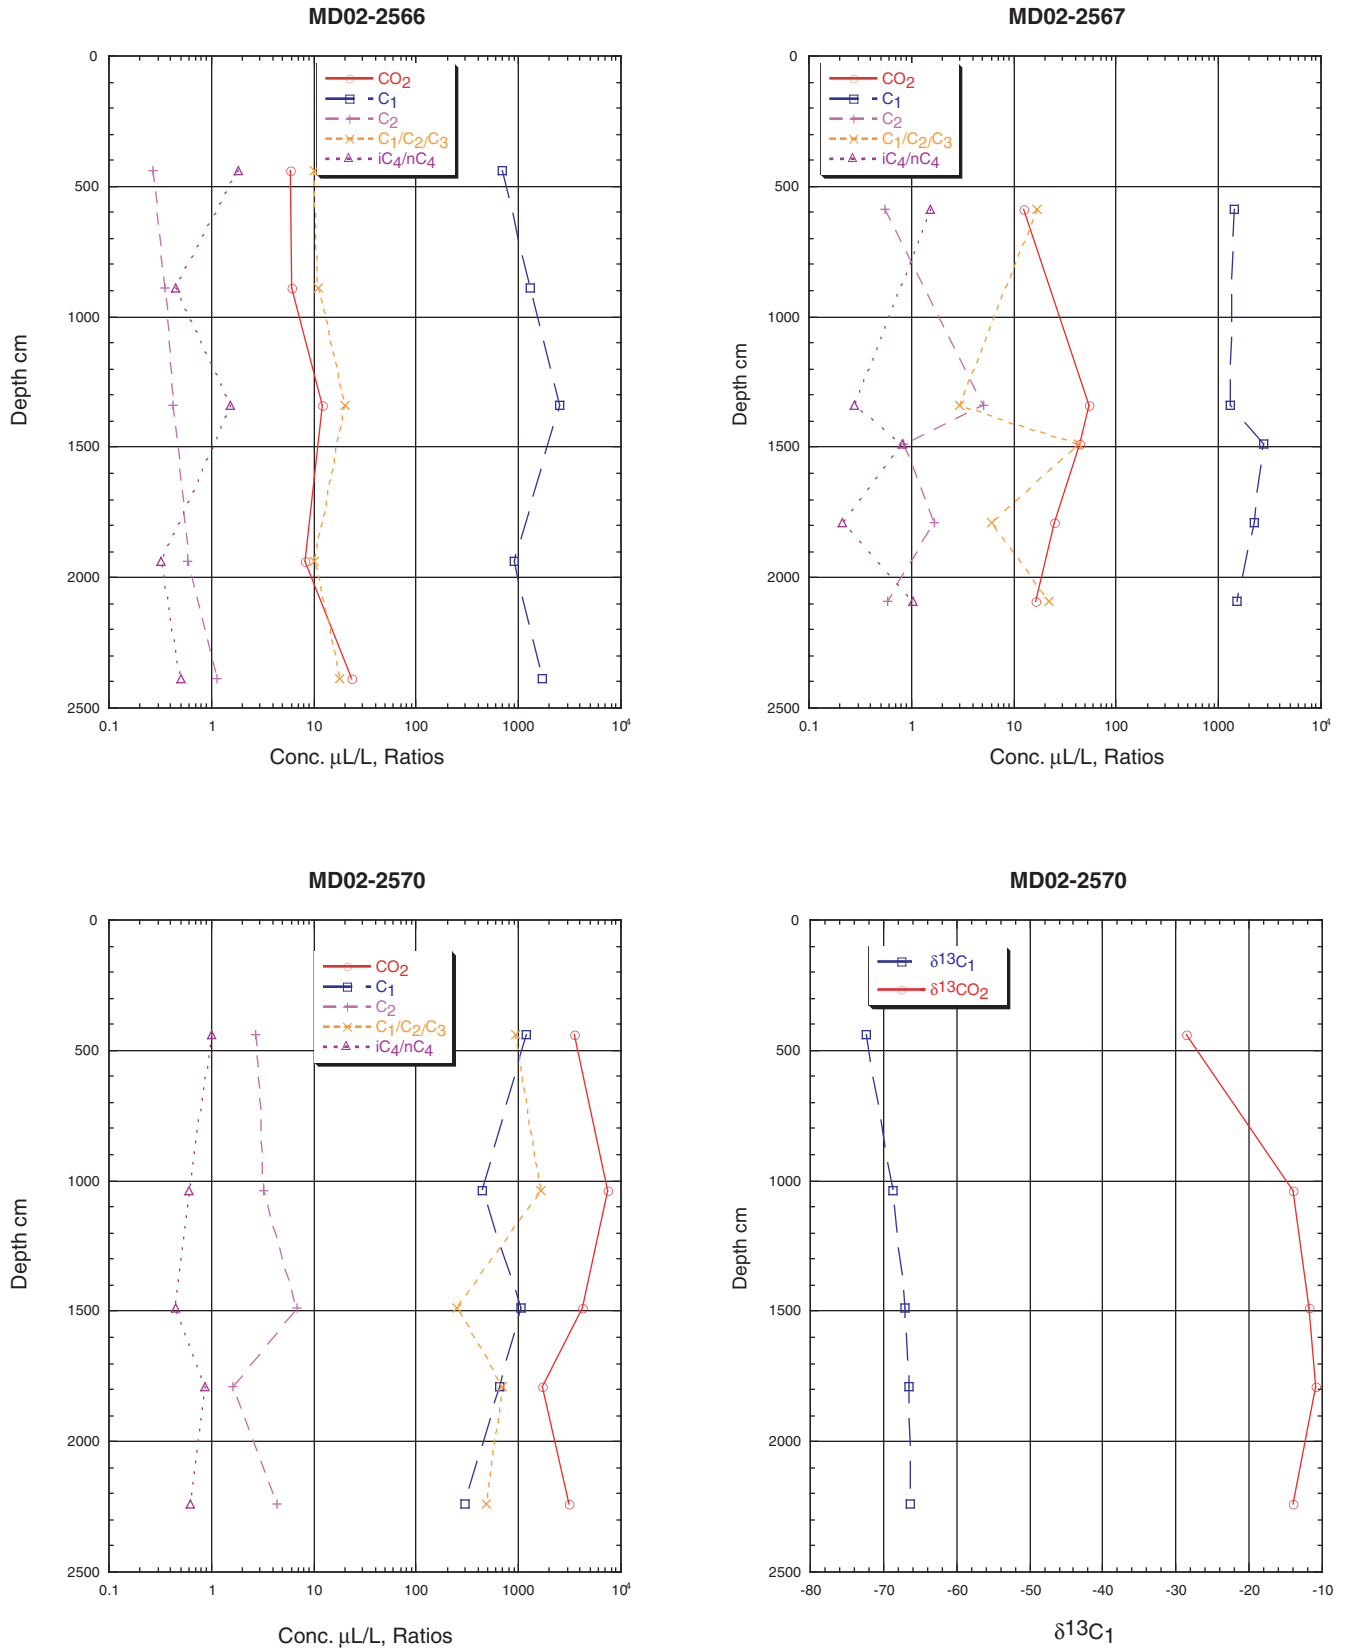 MD02-2566
0
500
1000
1500
2000
2500
0.1 1 10 100 1000 10⁴
Depth cm
Conc. μL/L, Ratios
CO₂
C₁
C₂
C₁/C₂/C₃
iC₄/nC₄
MD02-2567
0
500
1000
1500
2000
2500
0.1 1 10 100 1000 10⁴
Depth cm
Conc. μL/L, Ratios
CO₂
C₁
C₂
C₁/C₂/C₃
iC₄/nC₄
MD02-2570
0
500
1000
1500
2000
2500
0.1 1 10 100 1000 10⁴
Depth cm
Conc. μL/L, Ratios
CO₂
C₁
C₂
C₁/C₂/C₃
iC₄/nC₄
MD02-2570
0
500
1000
1500
2000
2500
-80 -70 -60 -50 -40 -30 -20 -10
Depth cm
δ¹³C₁
δ¹³C₁
δ¹³CO₂